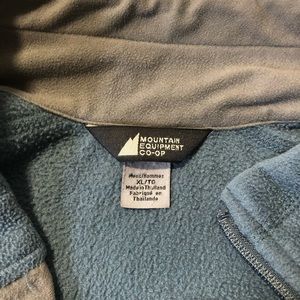 MOUNTAIN
EQUIPMENT
CO-OP
Men/Hommes
XL/TG
Made in Thailand
Fabriqué en
Thaïlande